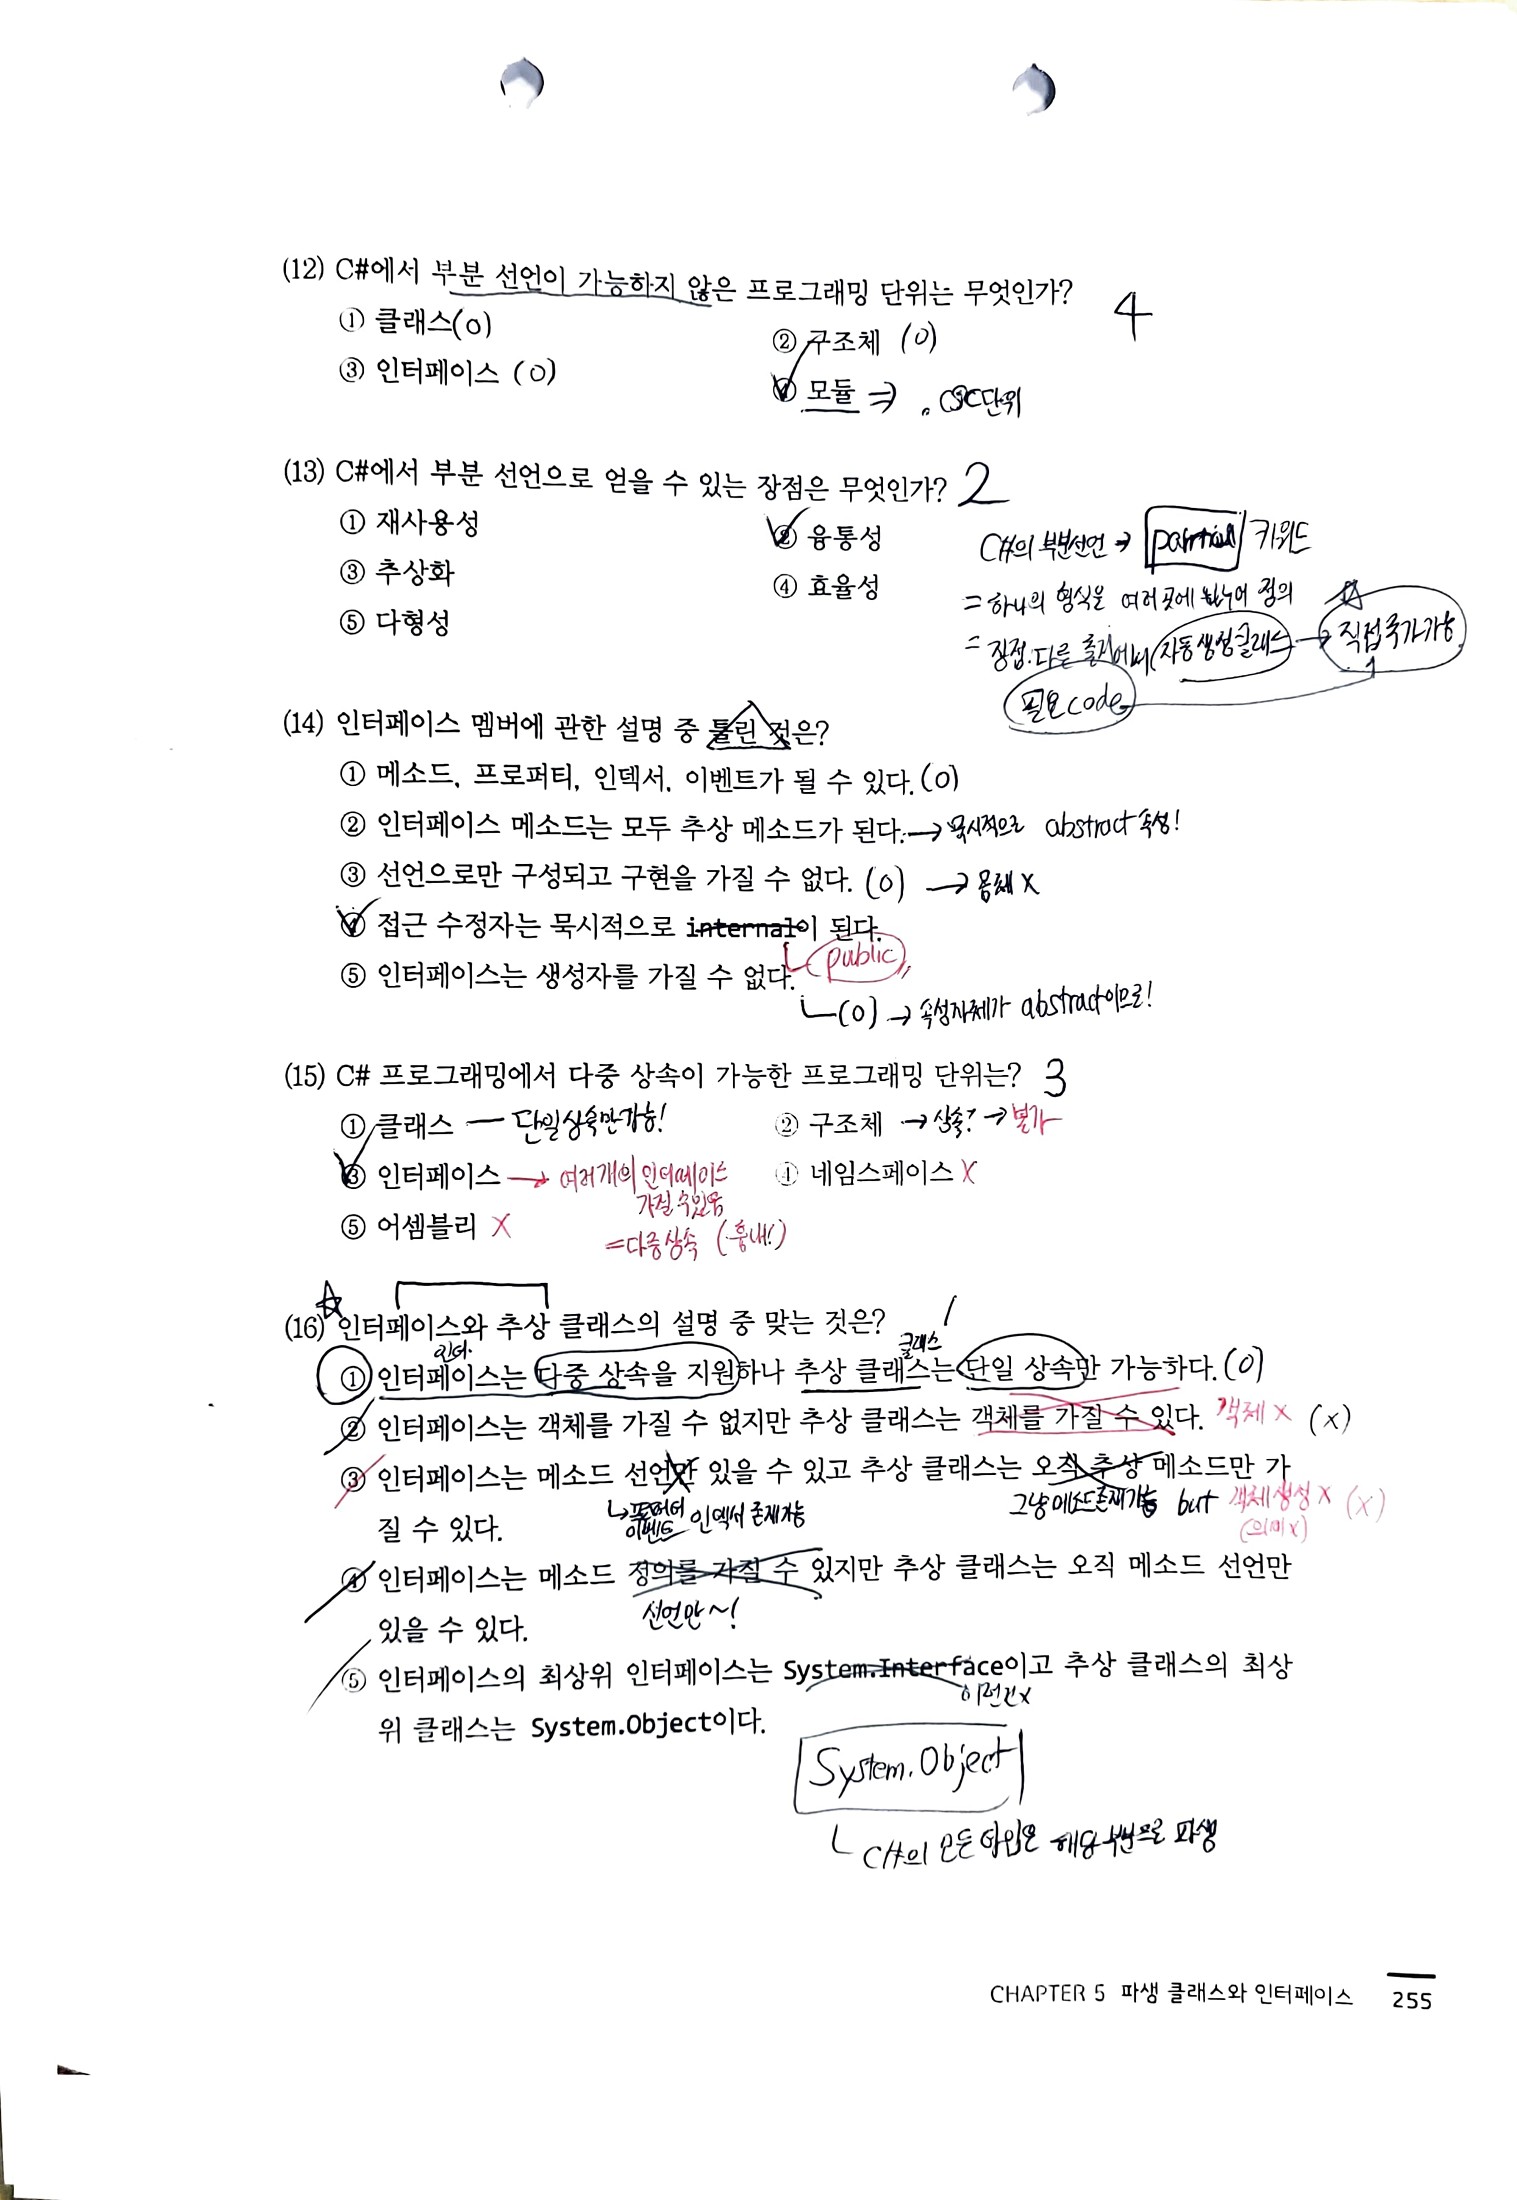 (12) C#에서 부분 선언이 가능하지 않은 프로그래밍 단위는 무엇인가? 4
① 클래스(O)
② 구조체 (O)
③ 인터페이스 (O)
④ 모듈 ⇒ 단위
(13) C#에서 부분 선언으로 얻을 수 있는 장점은 무엇인가? 2
① 재사용성
② 융통성
③ 추상화
④ 효율성
⑤ 다형성
C#의 부분선언 → partial 키워드
= 하나의 형식을 여러 곳에 나누어 정의
= 장점. 다른 자동생성클래스 → 직접 추가가능
필요code
(14) 인터페이스 멤버에 관한 설명 중 틀린 것은?
① 메소드, 프로퍼티, 인덱서, 이벤트가 될 수 있다. (O)
② 인터페이스 메소드는 모두 추상 메소드가 된다. → 묵시적으로 abstract 속성!
③ 선언으로만 구성되고 구현을 가질 수 없다. (O) → 몸체 X
④ 접근 수정자는 묵시적으로 internal이 된다.
public
⑤ 인터페이스는 생성자를 가질 수 없다.
(O) → 속성자체가 abstract이므로!
(15) C# 프로그래밍에서 다중 상속이 가능한 프로그래밍 단위는? 3
① 클래스 — 단일상속만가능!
② 구조체 → 상속? → 불가
③ 인터페이스 → 여러개의 인터페이스
가질 수있음
=다중상속 (흉내!)
④ 네임스페이스 X
⑤ 어셈블리 X
(16) 인터페이스와 추상 클래스의 설명 중 맞는 것은? 1
인터.
클래스
① 인터페이스는 다중 상속을 지원하나 추상 클래스는 단일 상속만 가능하다. (O)
② 인터페이스는 객체를 가질 수 없지만 추상 클래스는 객체를 가질 수 있다. 객체 X (X)
③ 인터페이스는 메소드 선언만 있을 수 있고 추상 클래스는 오직 추상 메소드만 가
질 수 있다.
프로퍼티
이벤트 인덱서 존재가능
그냥메소드존재가능 but 객체생성 X (X)
(의미X)
④ 인터페이스는 메소드 정의를 가질 수 있지만 추상 클래스는 오직 메소드 선언만
있을 수 있다.
선언만~!
⑤ 인터페이스의 최상위 인터페이스는 System.Interface이고 추상 클래스의 최상
위 클래스는 System.Object이다.
이런건X
System.Object
C#의 모든 타입은 해당부분으로 파생
CHAPTER 5 파생 클래스와 인터페이스 255